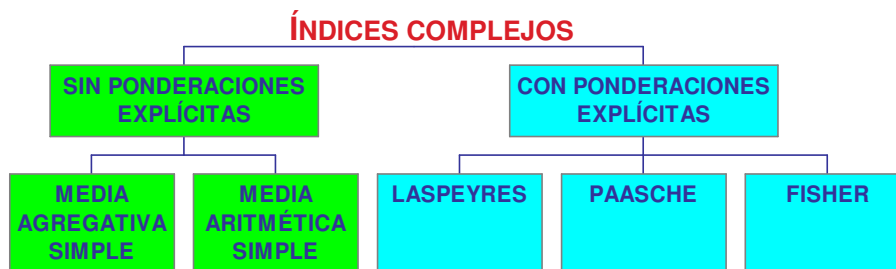 ÍNDICES COMPLEJOS
SIN PONDERACIONES
EXPLÍCITAS
CON PONDERACIONES
EXPLÍCITAS
MEDIA
AGREGATIVA
SIMPLE
MEDIA
ARITMÉTICA
SIMPLE
LASPEYRES
PAASCHE
FISHER